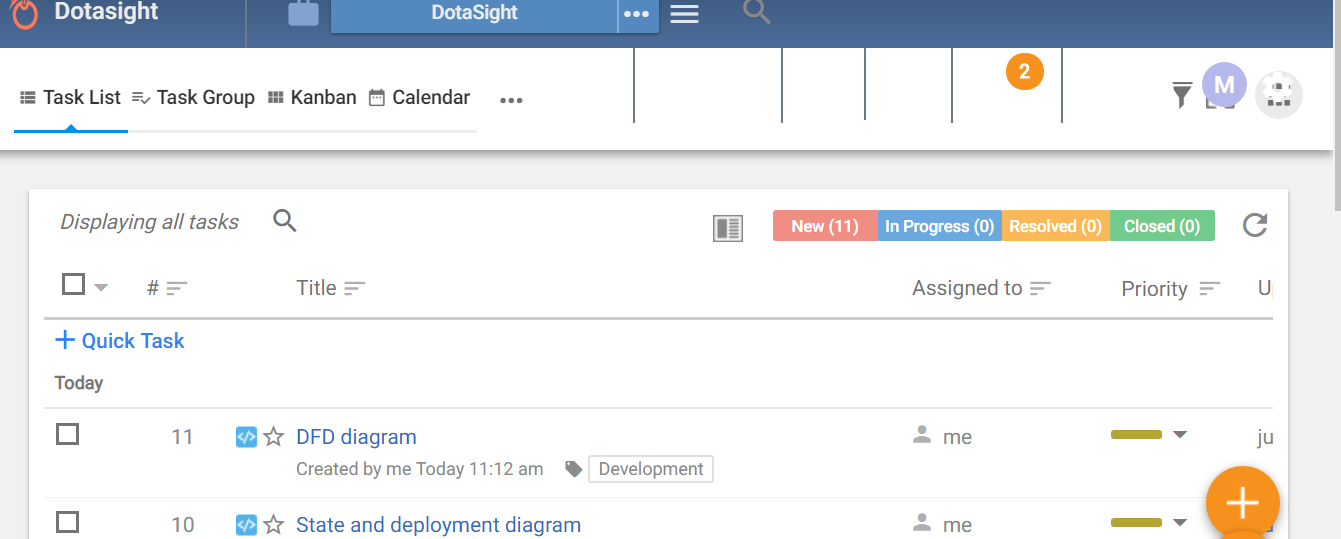 Dotasight
DotaSight
2
M
Task List Task Group Kanban Calendar
Displaying all tasks
New (11) In Progress (0) Resolved (0) Closed (0)
# Title Assigned to Priority
+ Quick Task
Today
11 DFD diagram me ju
Created by me Today 11:12 am Development
10 State and deployment diagram me